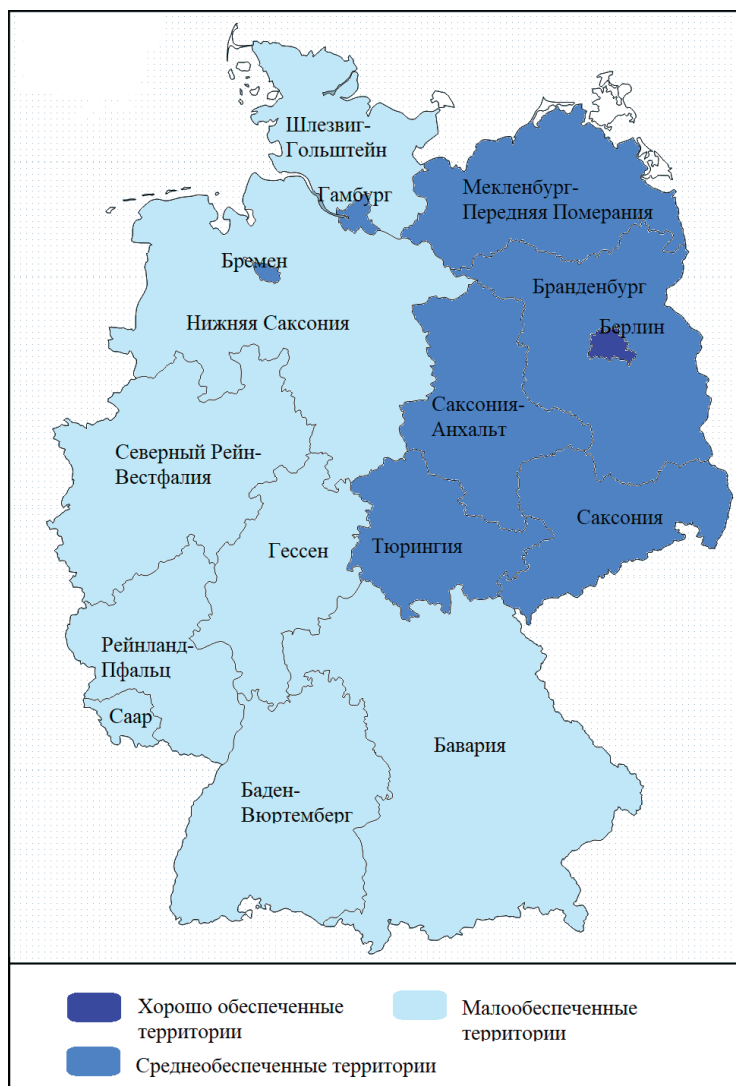 Шлезвиг-
Гольштейн
Гамбург
Мекленбург-
Передняя Померания
Бремен
Бранденбург
Берлин
Нижняя Саксония
Саксония-
Анхальт
Северный Рейн-
Вестфалия
Саксония
Тюрингия
Гессен
Рейнланд-
Пфальц
Саар
Бавария
Баден-
Вюртемберг
Хорошо обеспеченные
территории
Малообеспеченные
территории
Среднеобеспеченные территории